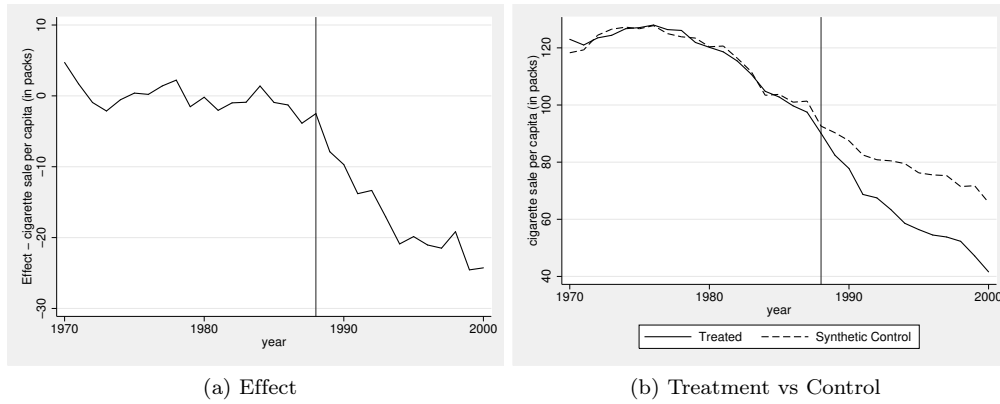 Effect − cigarette sale per capita (in packs)
10
0
−10
−20
−30
1970 1980 1990 2000
year
(a) Effect
cigarette sale per capita (in packs)
120
100
80
60
40
1970 1980 1990 2000
year
Treated Synthetic Control
(b) Treatment vs Control